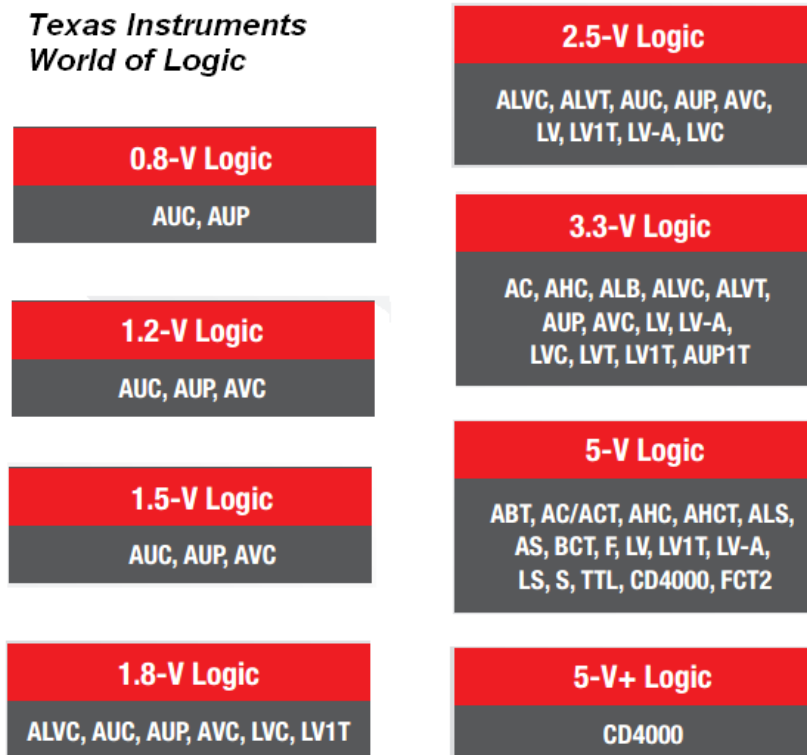 Texas Instruments
World of Logic
0.8-V Logic
AUC, AUP
1.2-V Logic
AUC, AUP, AVC
1.5-V Logic
AUC, AUP, AVC
1.8-V Logic
ALVC, AUC, AUP, AVC, LVC, LV1T
2.5-V Logic
ALVC, ALVT, AUC, AUP, AVC,
LV, LV1T, LV-A, LVC
3.3-V Logic
AC, AHC, ALB, ALVC, ALVT,
AUP, AVC, LV, LV-A,
LVC, LVT, LV1T, AUP1T
5-V Logic
ABT, AC/ACT, AHC, AHCT, ALS,
AS, BCT, F, LV, LV1T, LV-A,
LS, S, TTL, CD4000, FCT2
5-V+ Logic
CD4000